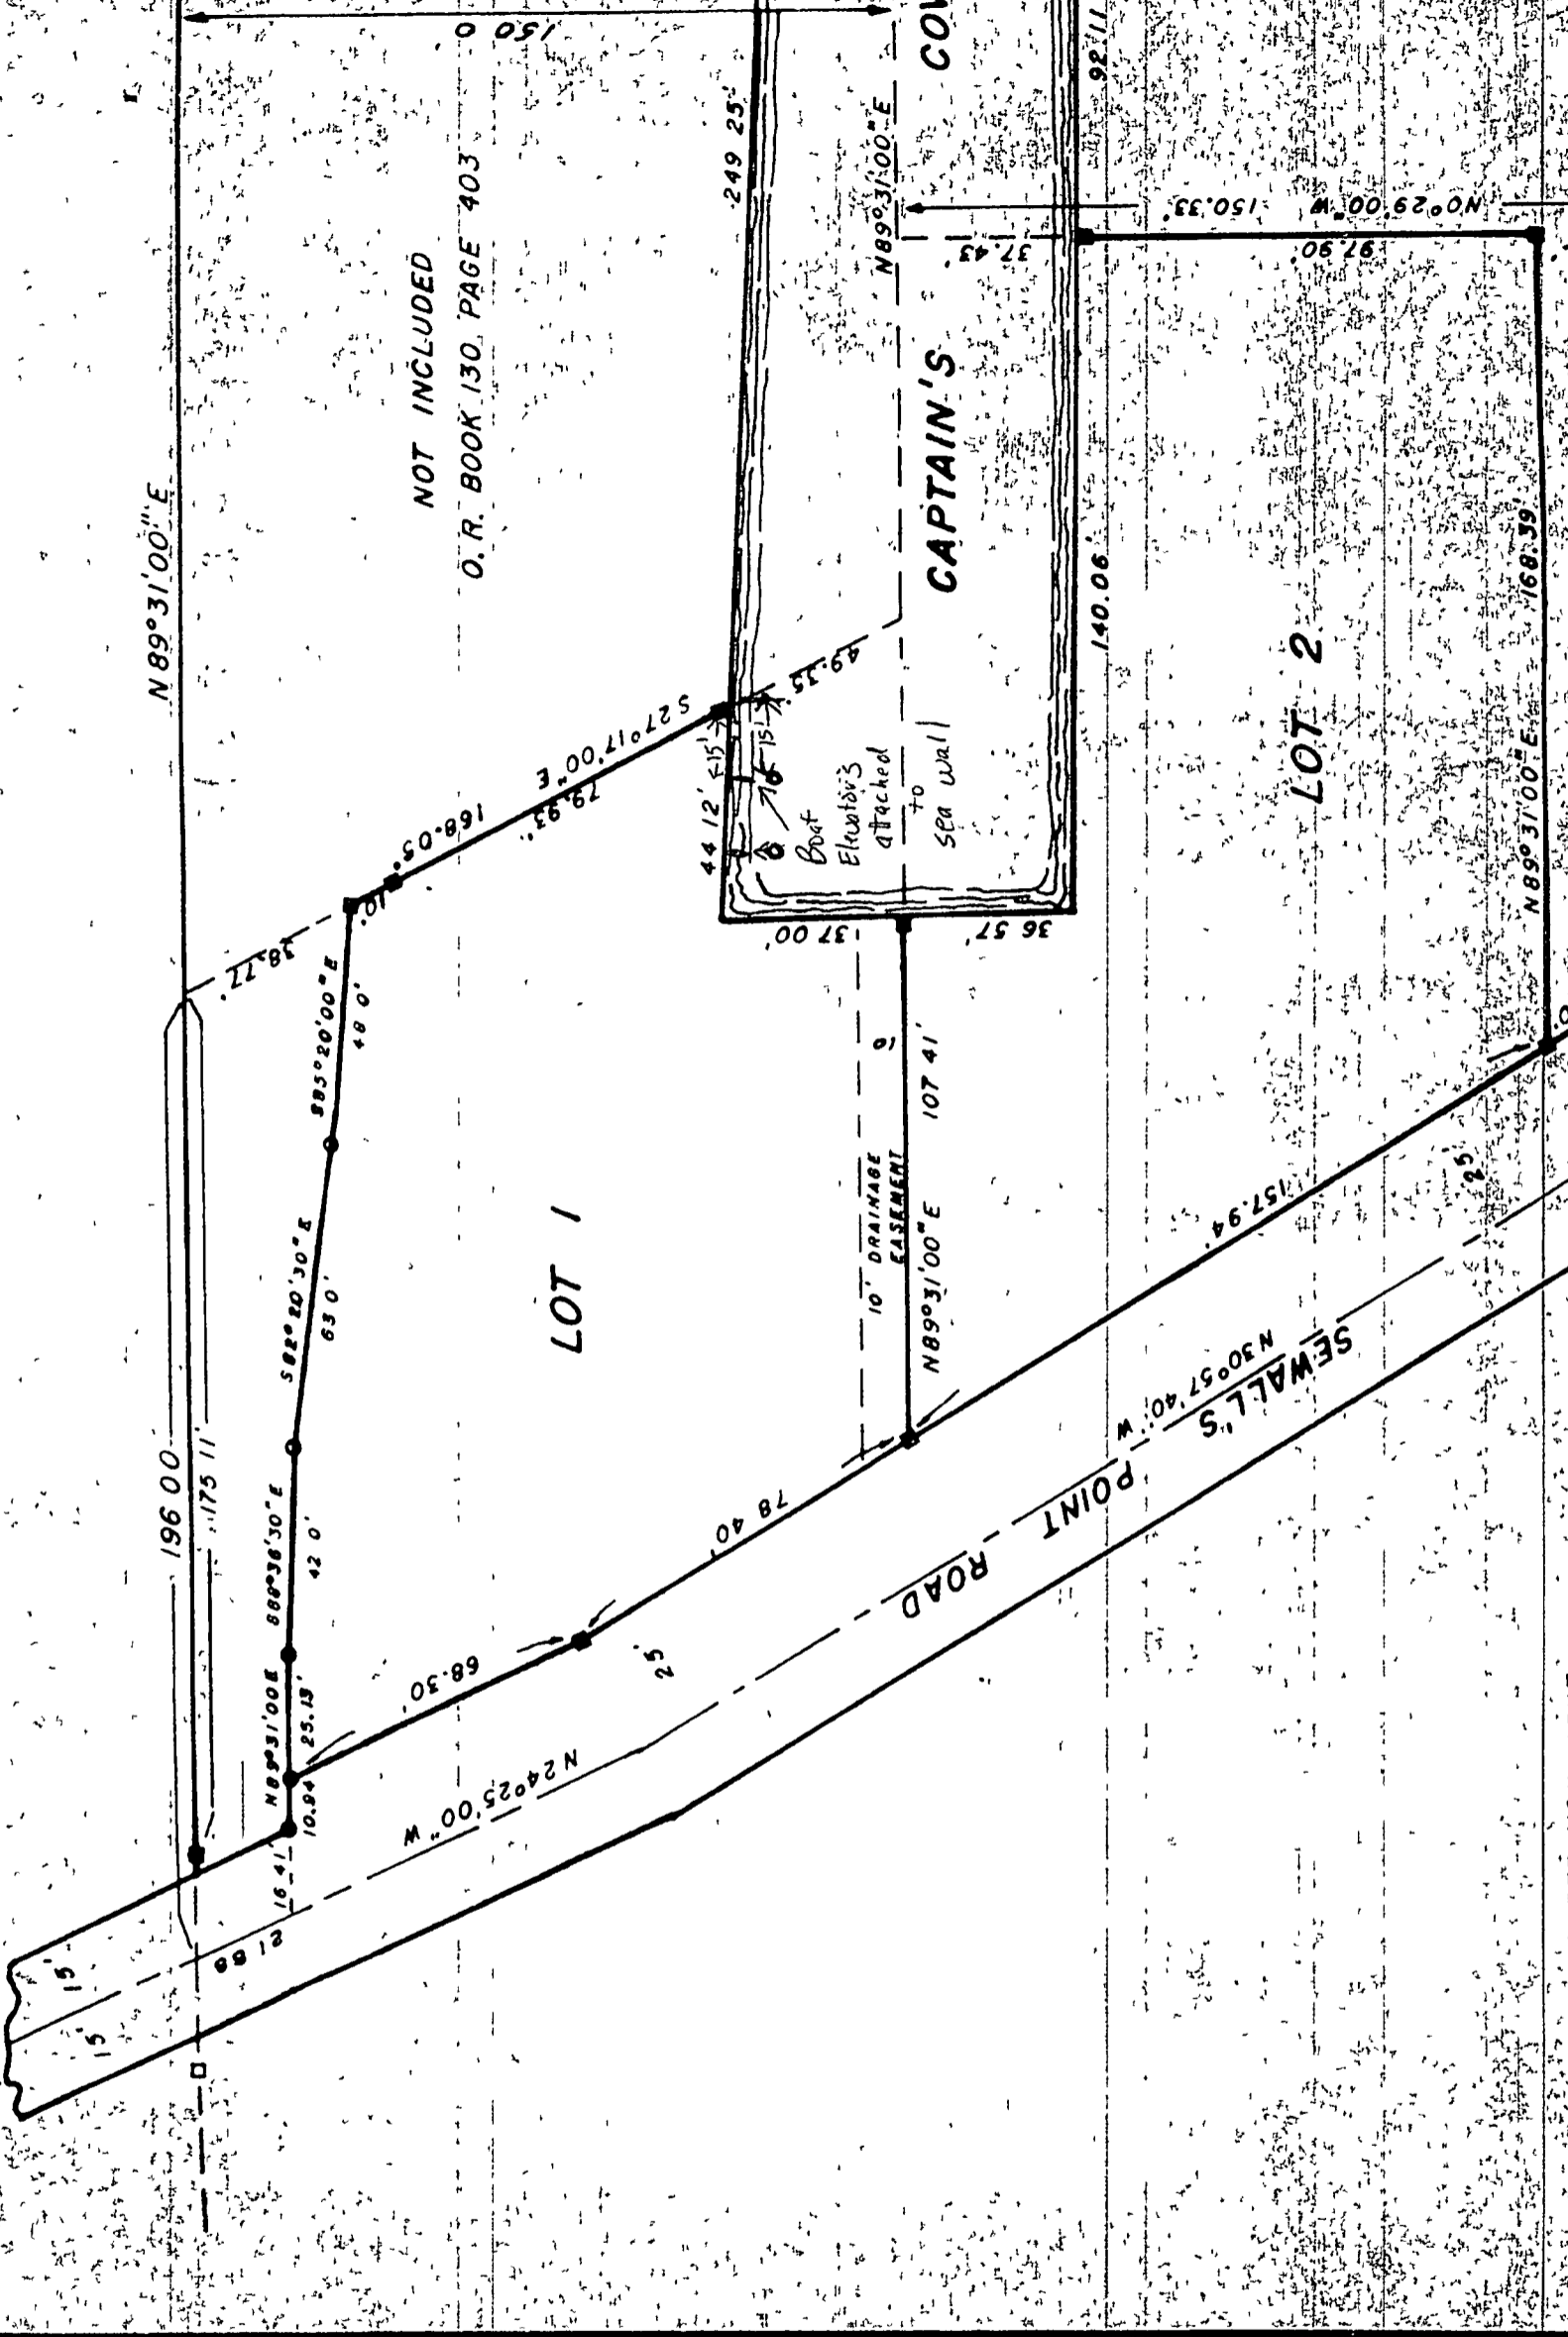 150
N89°31'00"E
NOT INCLUDED
O. R. BOOK 130, PAGE 403
249 25'
N89°31'00"E
CAPTAIN'S
37.43'
92.11
N0°29'00"W 150.33'
97.90'
196 00
175 11'
38.77'
10'
168.05'
S27°17'00"E
79.93'
49.35'
44 12'
15'
15'
Boat
Elevators
attached
to
sea wall
37 00'
36 57'
140.06'
LOT 2
N89°31'00"E 168.39'
S85°20'00"E
48 0'
S82°20'30"E
63 0'
S88°36'30"E
42 0'
N89°31'00E
25.13'
10.94
16 41'
LOT 1
10' DRAINAGE
EASEMENT
10'
N89°31'00"E 107 41'
68.30'
78 40'
157.94'
25'
25'
N24°25'00"W
N30°57'40"W
SEWALL'S
POINT
ROAD
21 88
15'
15'